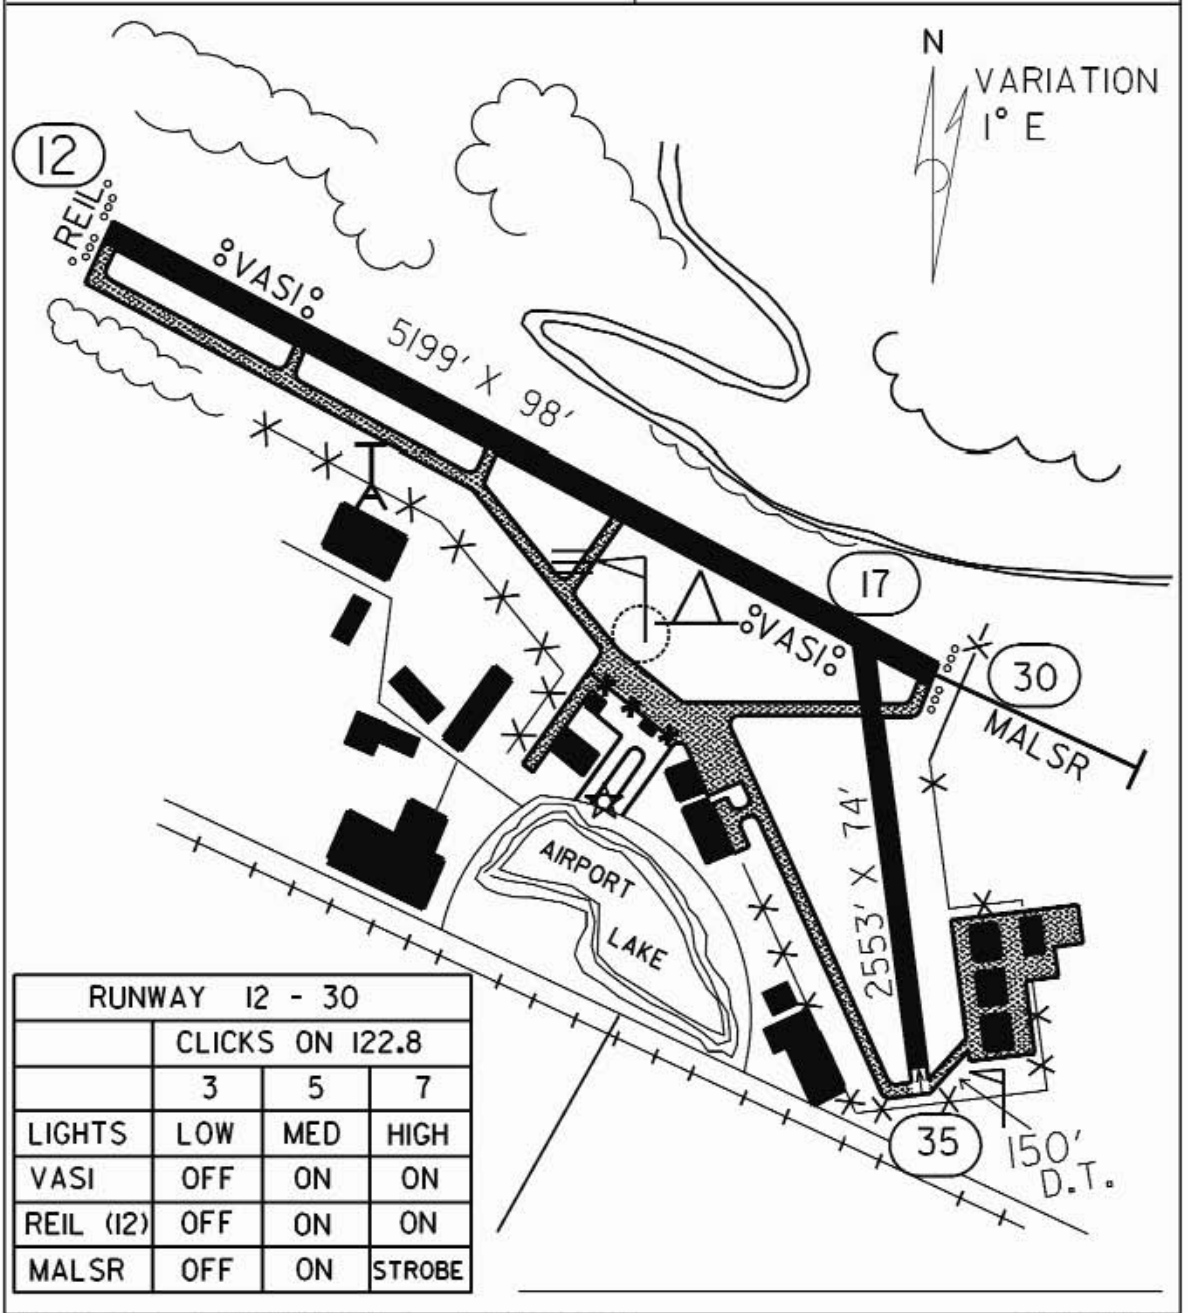 N
VARIATION
1° E
12
REIL
VASI
5199' X 98'
17
VASI
30
MALSR
2553' X 74'
AIRPORT
LAKE
35
150'
D.T.
RUNWAY 12 - 30
CLICKS ON 122.8
3 5 7
LIGHTS LOW MED HIGH
VASI OFF ON ON
REIL (12) OFF ON ON
MALSR OFF ON STROBE